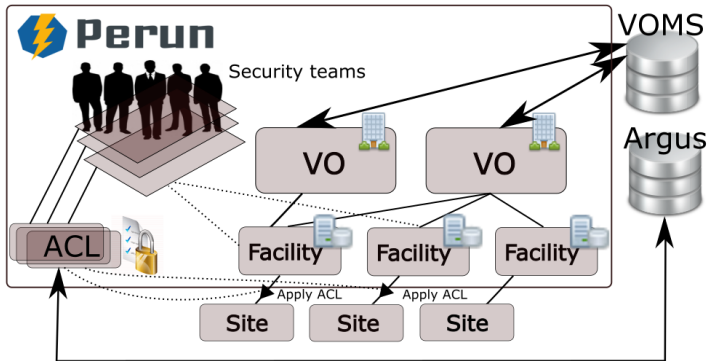 Perun
VOMS
Security teams
Argus
VO
VO
ACL
Facility
Facility
Facility
Apply ACL
Apply ACL
Site
Site
Site